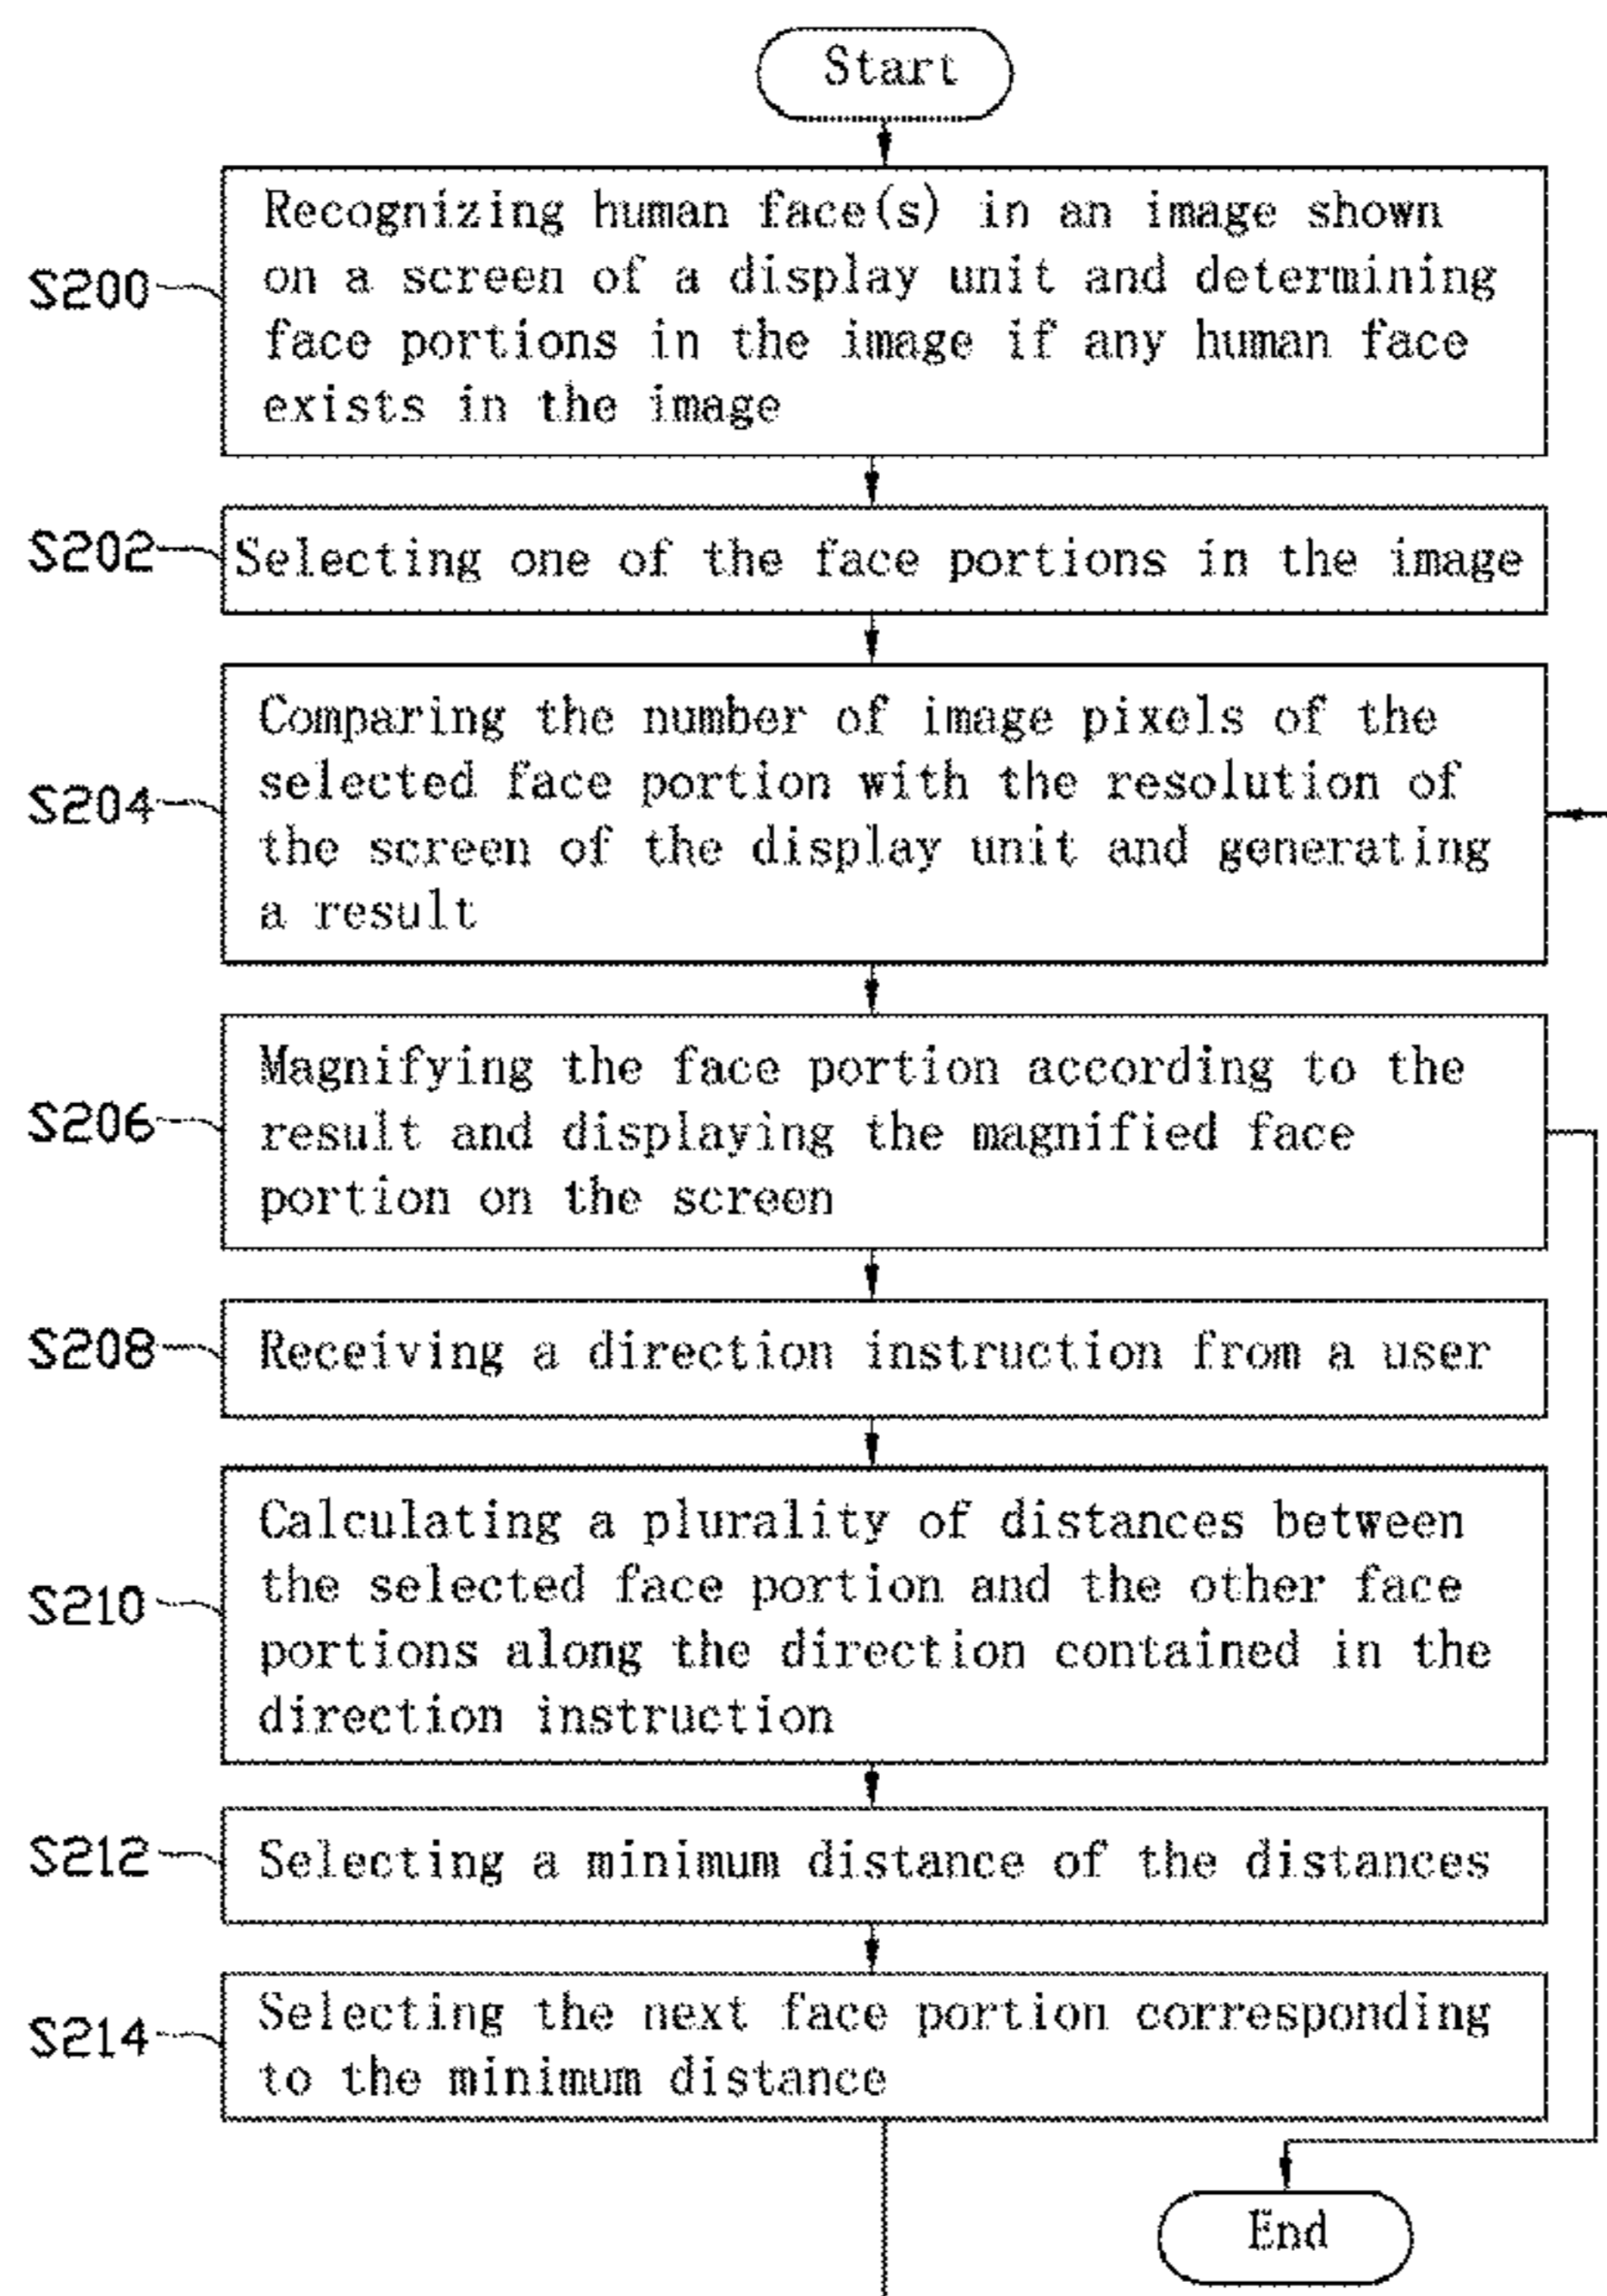 Start
Recognizing human face(s) in an image shown
on a screen of a display unit and determining
face portions in the image if any human face
exists in the image
S200
S202
Selecting one of the face portions in the image
Comparing the number of image pixels of the
selected face portion with the resolution of
the screen of the display unit and generating
a result
S204
Magnifying the face portion according to the
result and displaying the magnified face
portion on the screen
S206
S208
Receiving a direction instruction from a user
Calculating a plurality of distances between
the selected face portion and the other face
portions along the direction contained in the
direction instruction
S210
S212
Selecting a minimum distance of the distances
S214
Selecting the next face portion corresponding
to the minimum distance
End